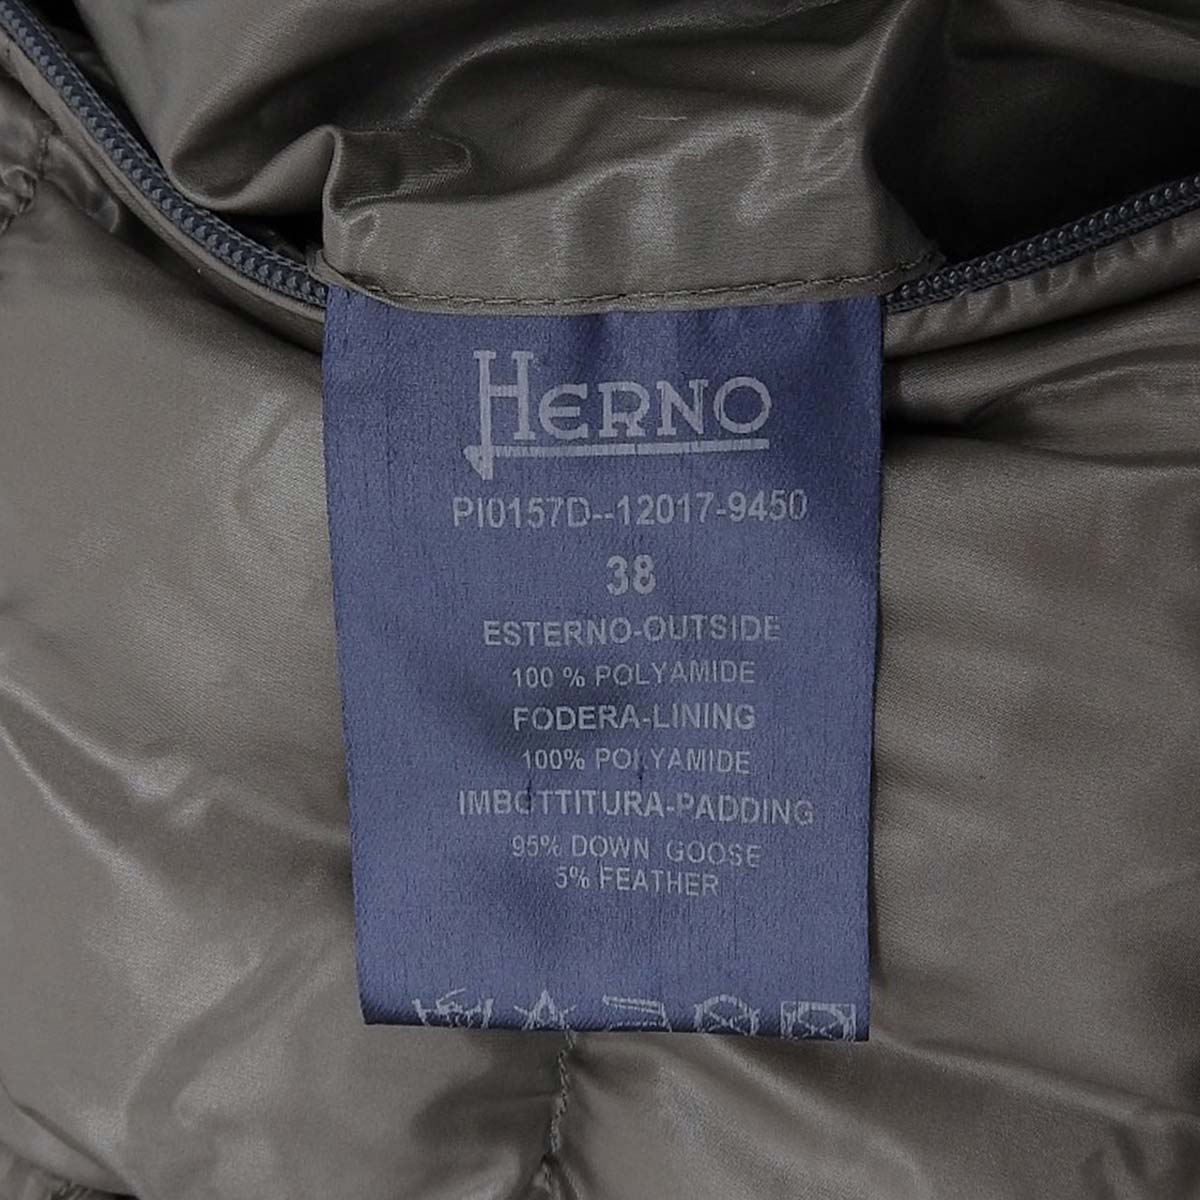 HERNO
PI0157D--12017-9450
38
ESTERNO-OUTSIDE
100 % POLYAMIDE
FODERA-LINING
100% POLYAMIDE
IMBOTTITURA-PADDING
95% DOWN GOOSE
5% FEATHER